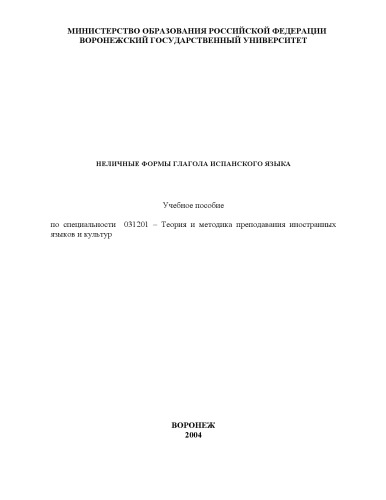 МИНИСТЕРСТВО ОБРАЗОВАНИЯ РОССИЙСКОЙ ФЕДЕРАЦИИ
ВОРОНЕЖСКИЙ ГОСУДАРСТВЕННЫЙ УНИВЕРСИТЕТ
НЕЛИЧНЫЕ ФОРМЫ ГЛАГОЛА ИСПАНСКОГО ЯЗЫКА
Учебное пособие
по специальности 031201 – Теория и методика преподавания иностранных
языков и культур
ВОРОНЕЖ
2004